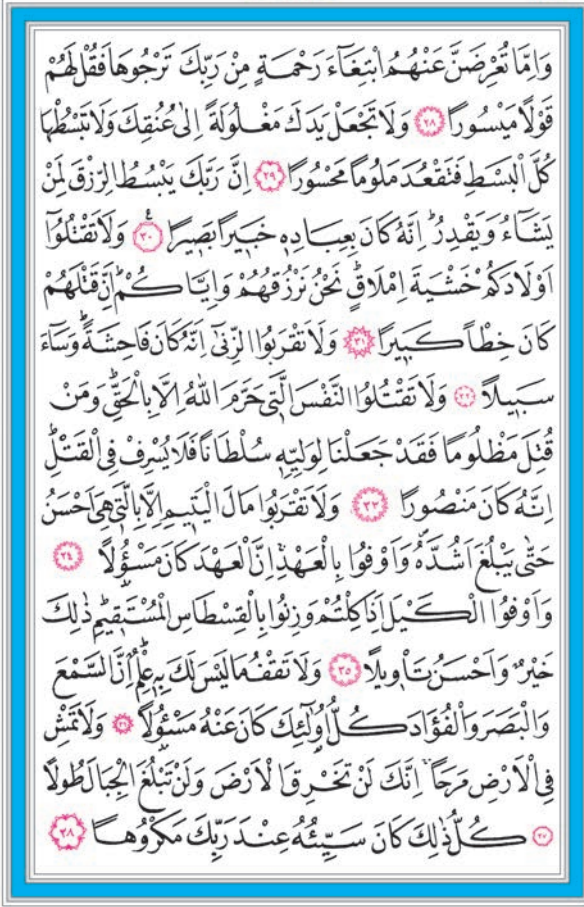 وَاِمَّا تُعْرِضَنَّ عَنْهُمُ ابْتِغَٓاءَ رَحْمَةٍ مِنْ رَبِّكَ تَرْجُوهَا فَقُلْ لَهُمْ
قَوْلًا مَيْسُورًا ﴿٢٨﴾ وَلَا تَجْعَلْ يَدَكَ مَغْلُولَةً اِلٰى عُنُقِكَ وَلَا تَبْسُطْهَا
كُلَّ الْبَسْطِ فَتَقْعُدَ مَلُومًا مَحْسُورًا ﴿٢٩﴾ اِنَّ رَبَّكَ يَبْسُطُ الرِّزْقَ لِمَنْ
يَشَٓاءُ وَيَقْدِرُۜ اِنَّهُ كَانَ بِعِبَادِه۪ خَب۪يرًا بَص۪يرًا ﴿٣٠﴾ وَلَا تَقْتُلُٓوا
اَوْلَادَكُمْ خَشْيَةَ اِمْلَاقٍۜ نَحْنُ نَرْزُقُهُمْ وَاِيَّاكُمْۜ اِنَّ قَتْلَهُمْ
كَانَ خِطْـًٔا كَب۪يرًا ﴿٣١﴾ وَلَا تَقْرَبُوا الزِّنٰٓى اِنَّهُ كَانَ فَاحِشَةًۜ وَسَٓاءَ
سَب۪يلًا ﴿٣٢﴾ وَلَا تَقْتُلُوا النَّفْسَ الَّت۪ي حَرَّمَ اللّٰهُ اِلَّا بِالْحَقِّۜ وَمَنْ
قُتِلَ مَظْلُومًا فَقَدْ جَعَلْنَا لِوَلِيِّه۪ سُلْطَانًا فَلَا يُسْرِفْ فِي الْقَتْلِۜ
اِنَّهُ كَانَ مَنْصُورًا ﴿٣٣﴾ وَلَا تَقْرَبُوا مَالَ الْيَت۪يمِ اِلَّا بِالَّت۪ي هِيَ اَحْسَنُ
حَتّٰى يَبْلُغَ اَشُدَّهُۖ وَاَوْفُوا بِالْعَهْدِۚ اِنَّ الْعَهْدَ كَانَ مَسْؤُ۫لًا ﴿٣٤﴾
وَاَوْفُوا الْكَيْلَ اِذَا كِلْتُمْ وَزِنُوا بِالْقِسْطَاسِ الْمُسْتَق۪يمِۜ ذٰلِكَ
خَيْرٌ وَاَحْسَنُ تَأْو۪يلًا ﴿٣٥﴾ وَلَا تَقْفُ مَا لَيْسَ لَكَ بِه۪ عِلْمٌۜ اِنَّ السَّمْعَ
وَالْبَصَرَ وَالْفُؤٰادَ كُلُّ اُو۬لٰٓئِكَ كَانَ عَنْهُ مَسْؤُ۫لًا ﴿٣٦﴾ وَلَا تَمْشِ
فِي الْاَرْضِ مَرَحًاۚ اِنَّكَ لَنْ تَخْرِقَ الْاَرْضَ وَلَنْ تَبْلُغَ الْجِبَالَ طُولًا
﴿٣٧﴾ كُلُّ ذٰلِكَ كَانَ سَيِّئُهُ عِنْدَ رَبِّكَ مَكْرُوهًا ﴿٣٨﴾